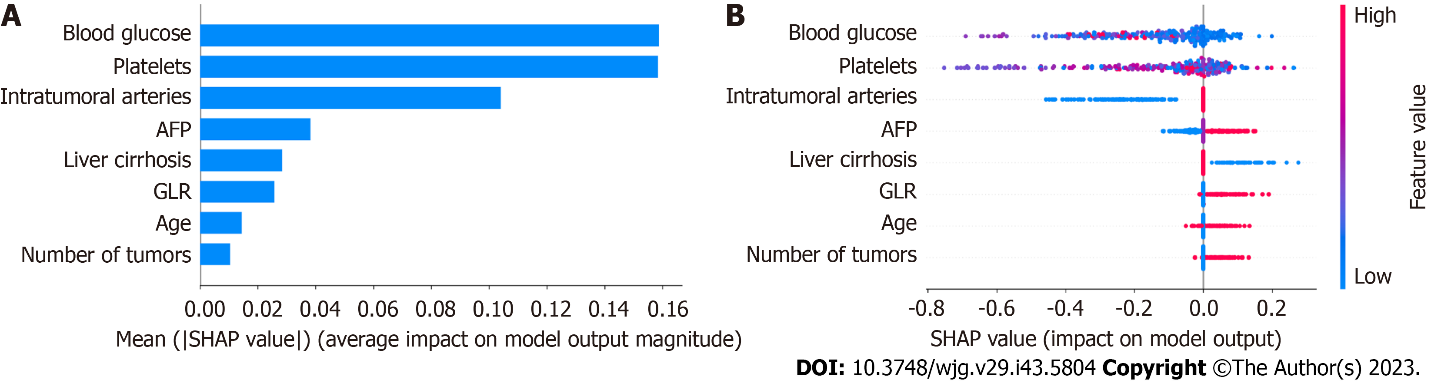 A
Blood glucose
Platelets
Intratumoral arteries
AFP
Liver cirrhosis
GLR
Age
Number of tumors
0.00 0.02 0.04 0.06 0.08 0.10 0.12 0.14 0.16
Mean (|SHAP value|) (average impact on model output magnitude)
B
Blood glucose
Platelets
Intratumoral arteries
AFP
Liver cirrhosis
GLR
Age
Number of tumors
-0.8 -0.6 -0.4 -0.2 -0.0 0.0 0.2
SHAP value (impact on model output)
High
Feature value
Low
DOI: 10.3748/wjg.v29.i43.5804 Copyright ©The Author(s) 2023.